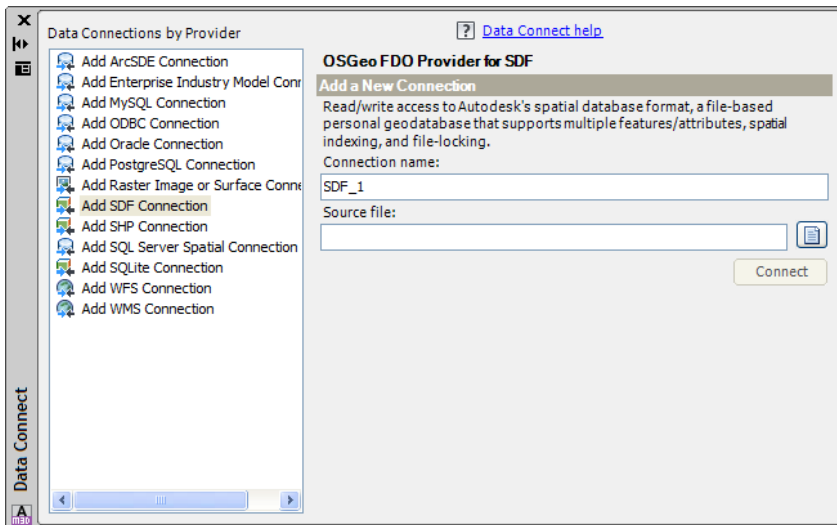 Data Connections by Provider
Data Connect help
Add ArcSDE Connection
Add Enterprise Industry Model Conr
Add MySQL Connection
Add ODBC Connection
Add Oracle Connection
Add PostgreSQL Connection
Add Raster Image or Surface Conne
Add SDF Connection
Add SHP Connection
Add SQL Server Spatial Connection
Add SQLite Connection
Add WFS Connection
Add WMS Connection
OSGeo FDO Provider for SDF
Add a New Connection
Read/write access to Autodesk's spatial database format, a file-based
personal geodatabase that supports multiple features/attributes, spatial
indexing, and file-locking.
Connection name:
SDF_1
Source file:
Connect
Data Connect
A
m3D